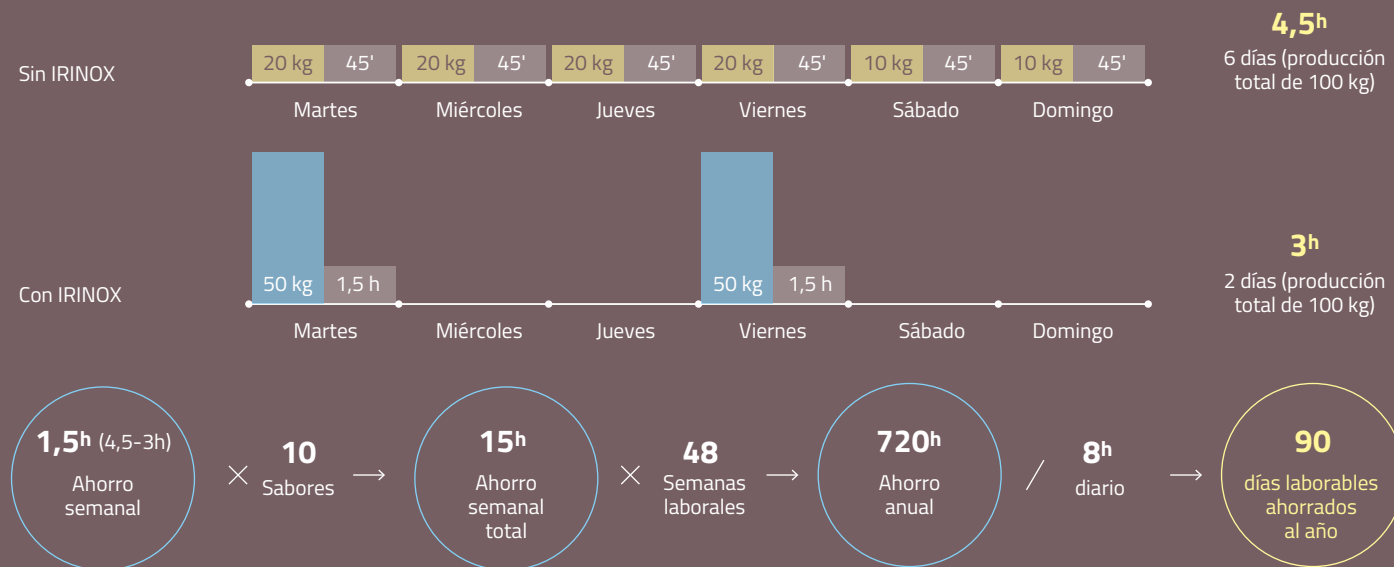 4,5h
6 días (producción
total de 100 kg)
Sin IRINOX
20 kg 45' 20 kg 45' 20 kg 45' 20 kg 45' 10 kg 45' 10 kg 45'
Martes Miércoles Jueves Viernes Sábado Domingo
3h
2 días (producción
total de 100 kg)
Con IRINOX
50 kg 1,5 h 50 kg 1,5 h
Martes Miércoles Jueves Viernes Sábado Domingo
1,5h (4,5-3h)
Ahorro
semanal
×
10
Sabores
→
15h
Ahorro
semanal
total
×
48
Semanas
laborales
→
720h
Ahorro
anual
/
8h
diario
→
90
días laborables
ahorrados
al año